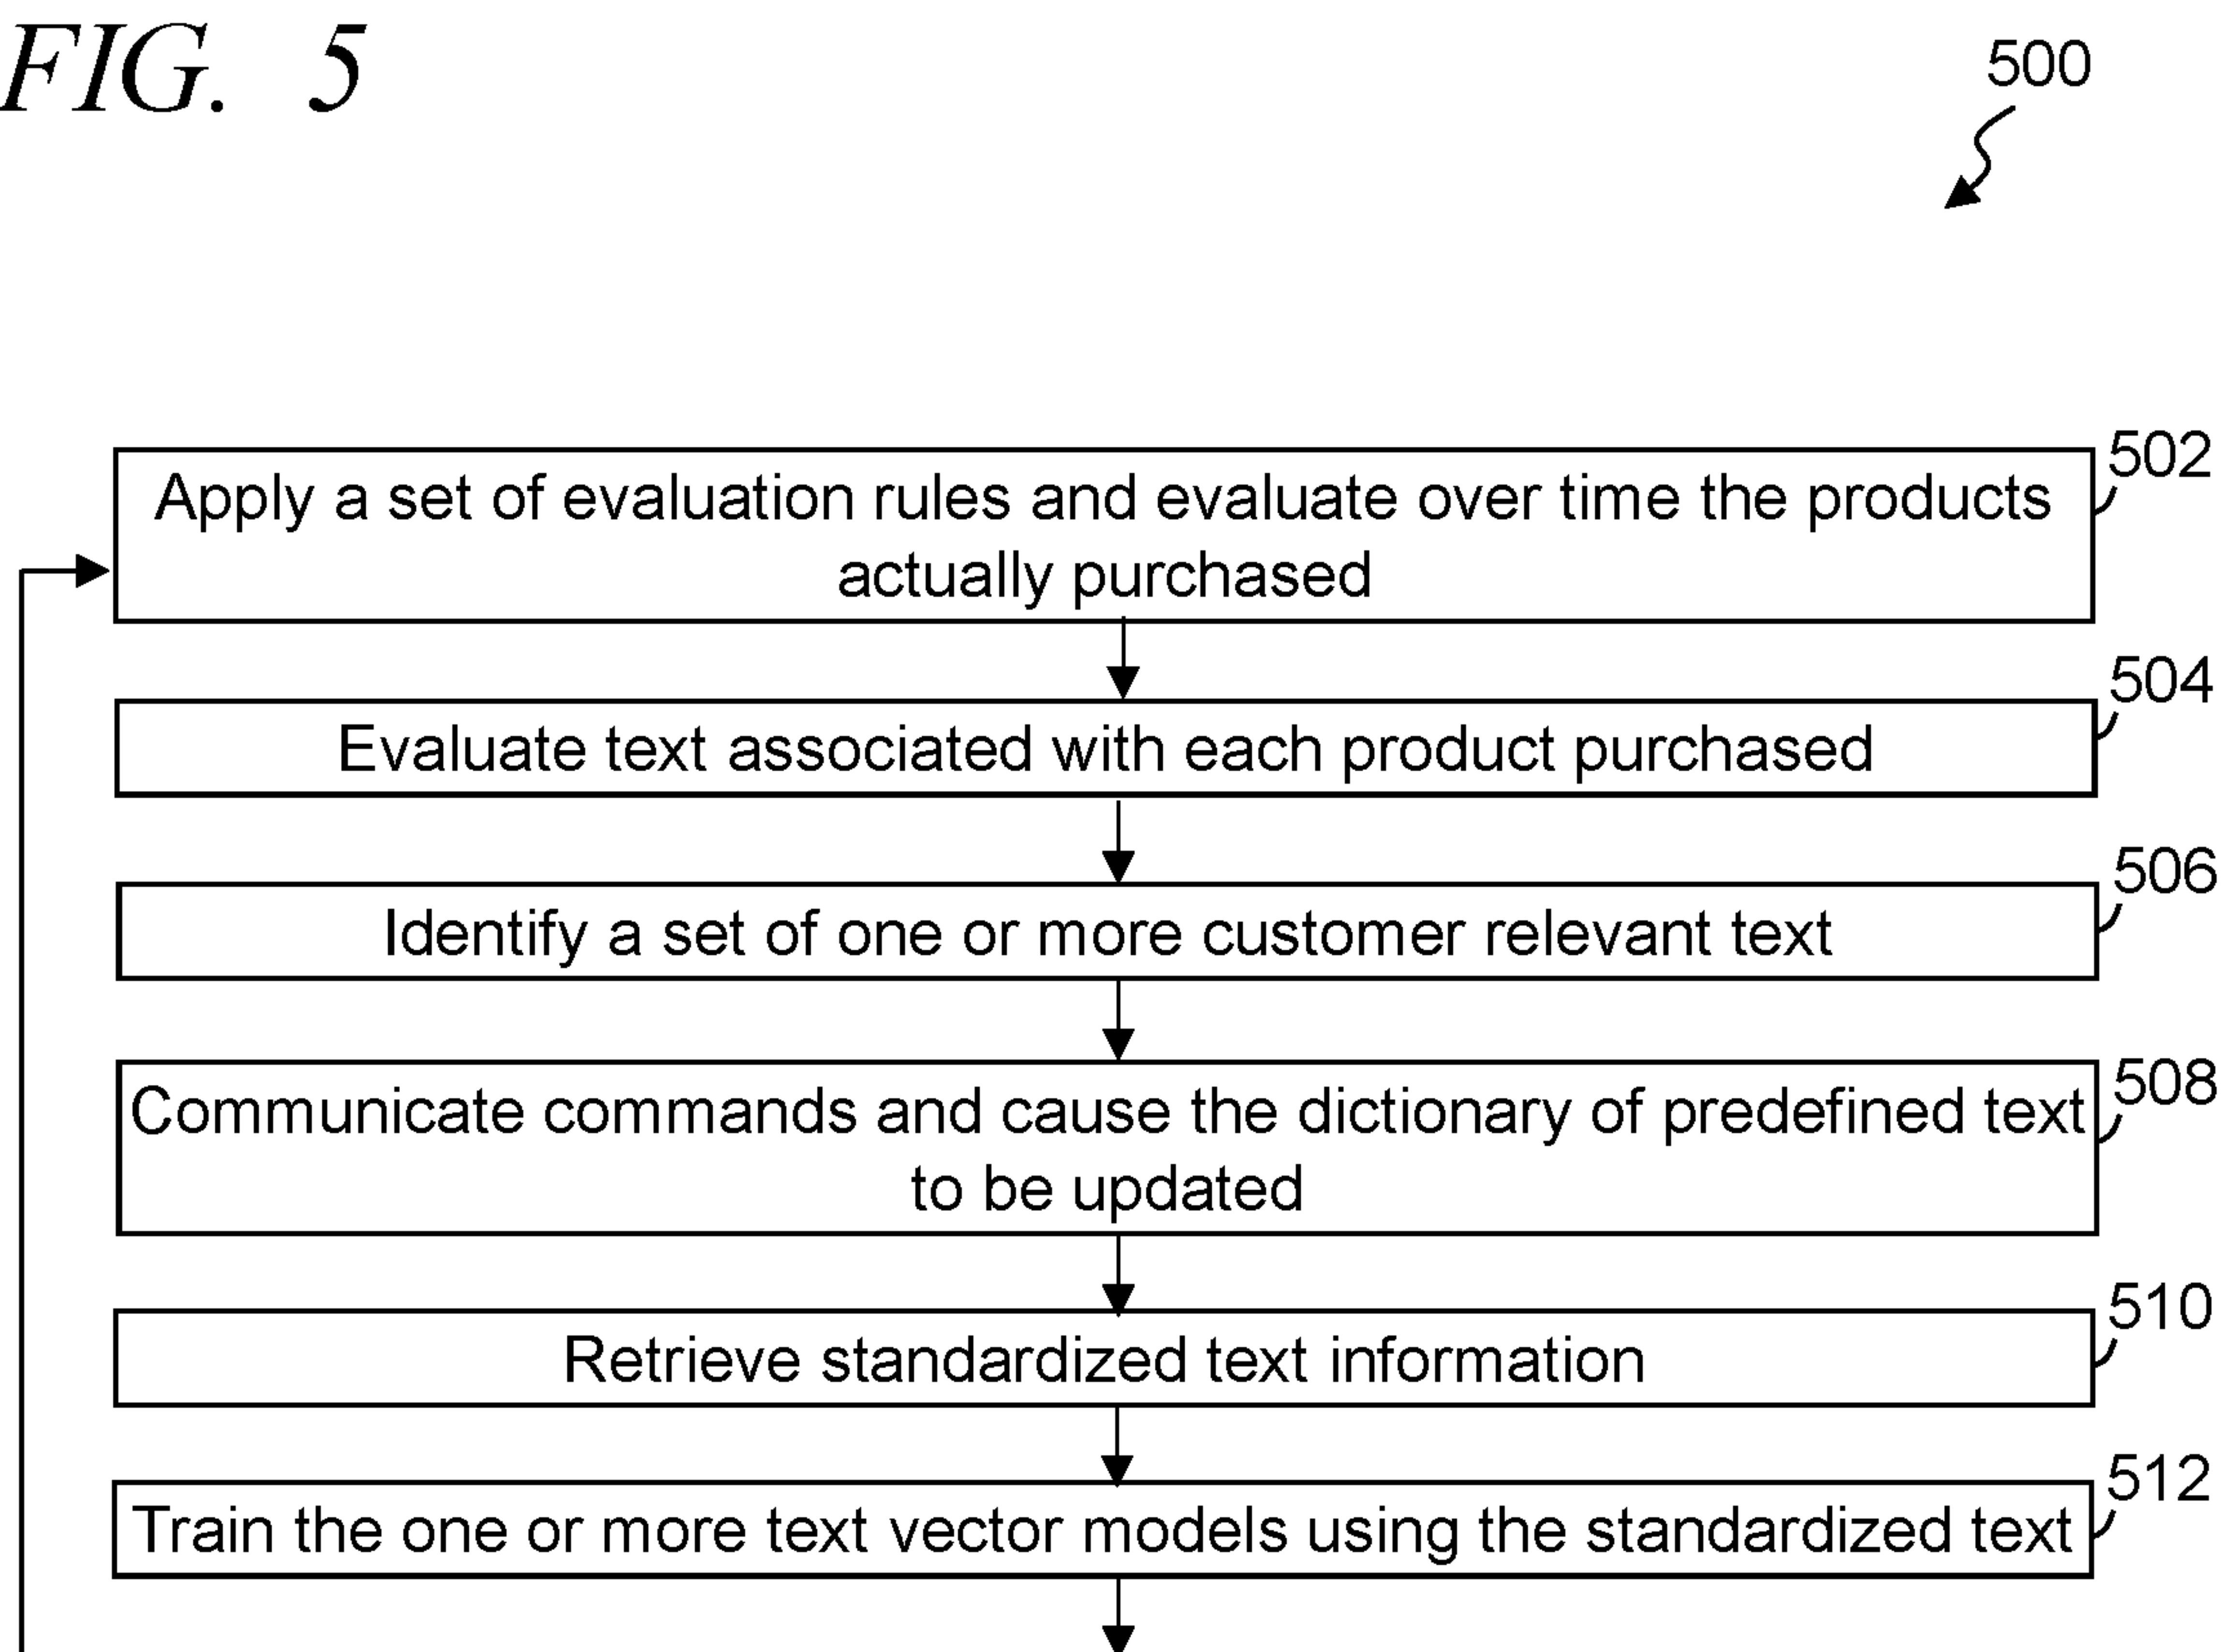 FIG. 5
500
502
Apply a set of evaluation rules and evaluate over time the products
actually purchased
504
Evaluate text associated with each product purchased
506
Identify a set of one or more customer relevant text
508
Communicate commands and cause the dictionary of predefined text
to be updated
510
Retrieve standardized text information
512
Train the one or more text vector models using the standardized text